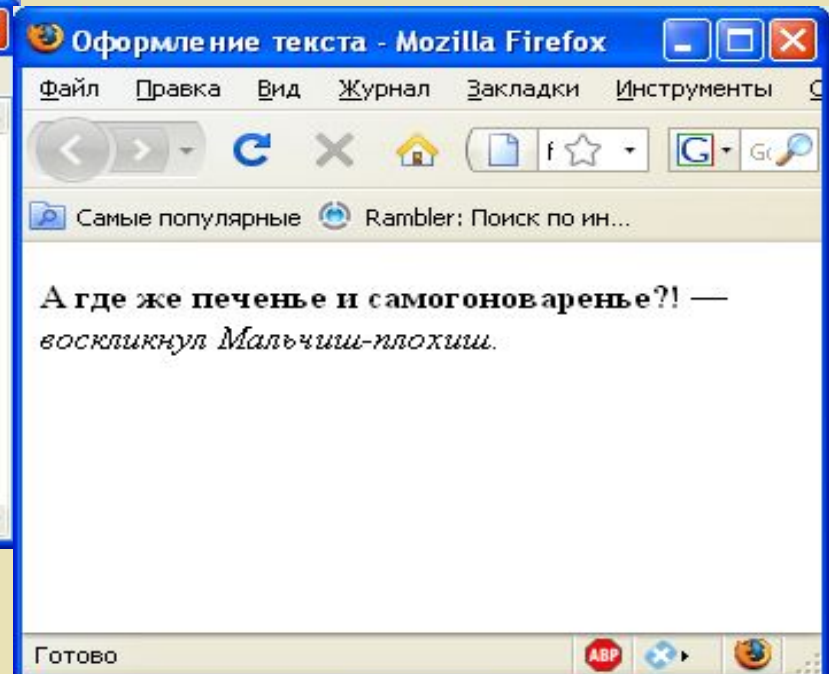 Оформление текста - Mozilla Firefox
Файл Правка Вид Журнал Закладки Инструменты
f G
Самые популярные Rambler: Поиск по ин...
А где же печенье и самогоноваренье?! —
воскликнул Мальчиш-плохиш.
Готово ABP